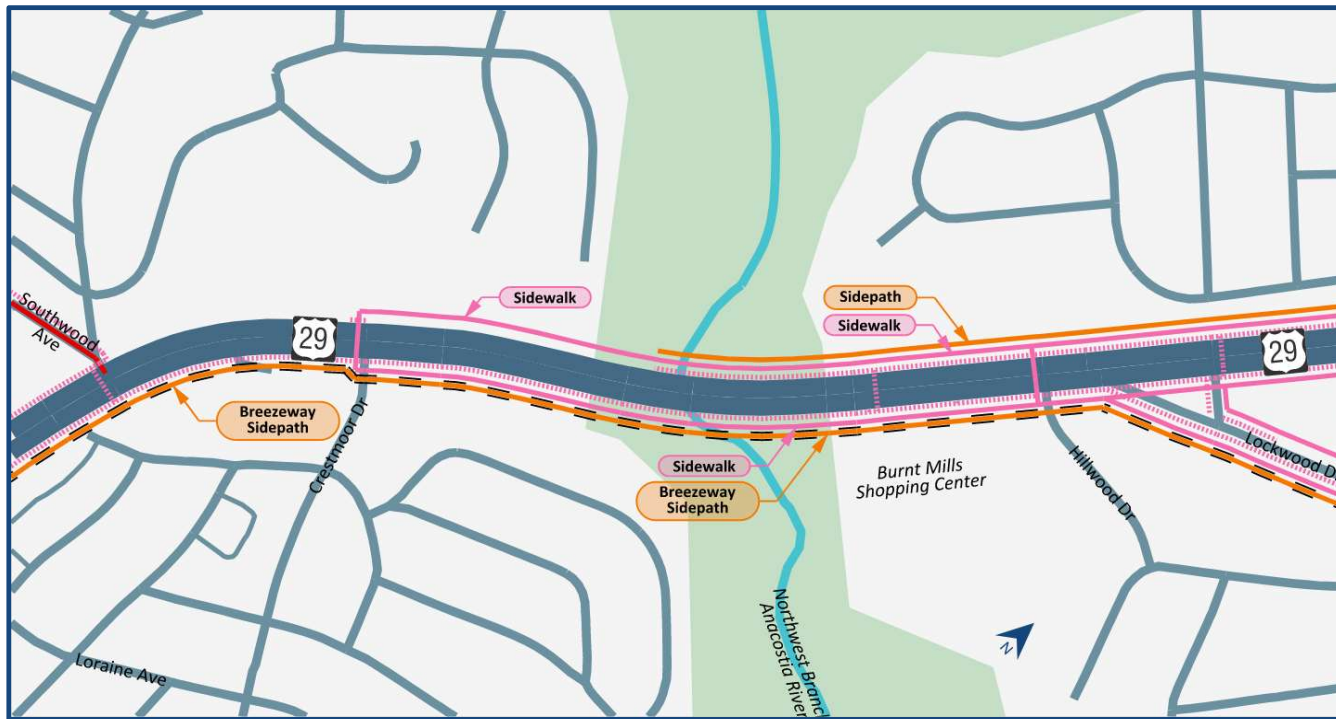 Sidewalk
Sidepath
Sidewalk
Southwood
Ave
29
29
Breezeway
Sidepath
Crestmoor Dr
Sidewalk
Breezeway
Sidepath
Burnt Mills
Shopping Center
Hillwood Dr
Lockwood Dr
Northwest Branch
Anacostia River
Loraine Ave
N